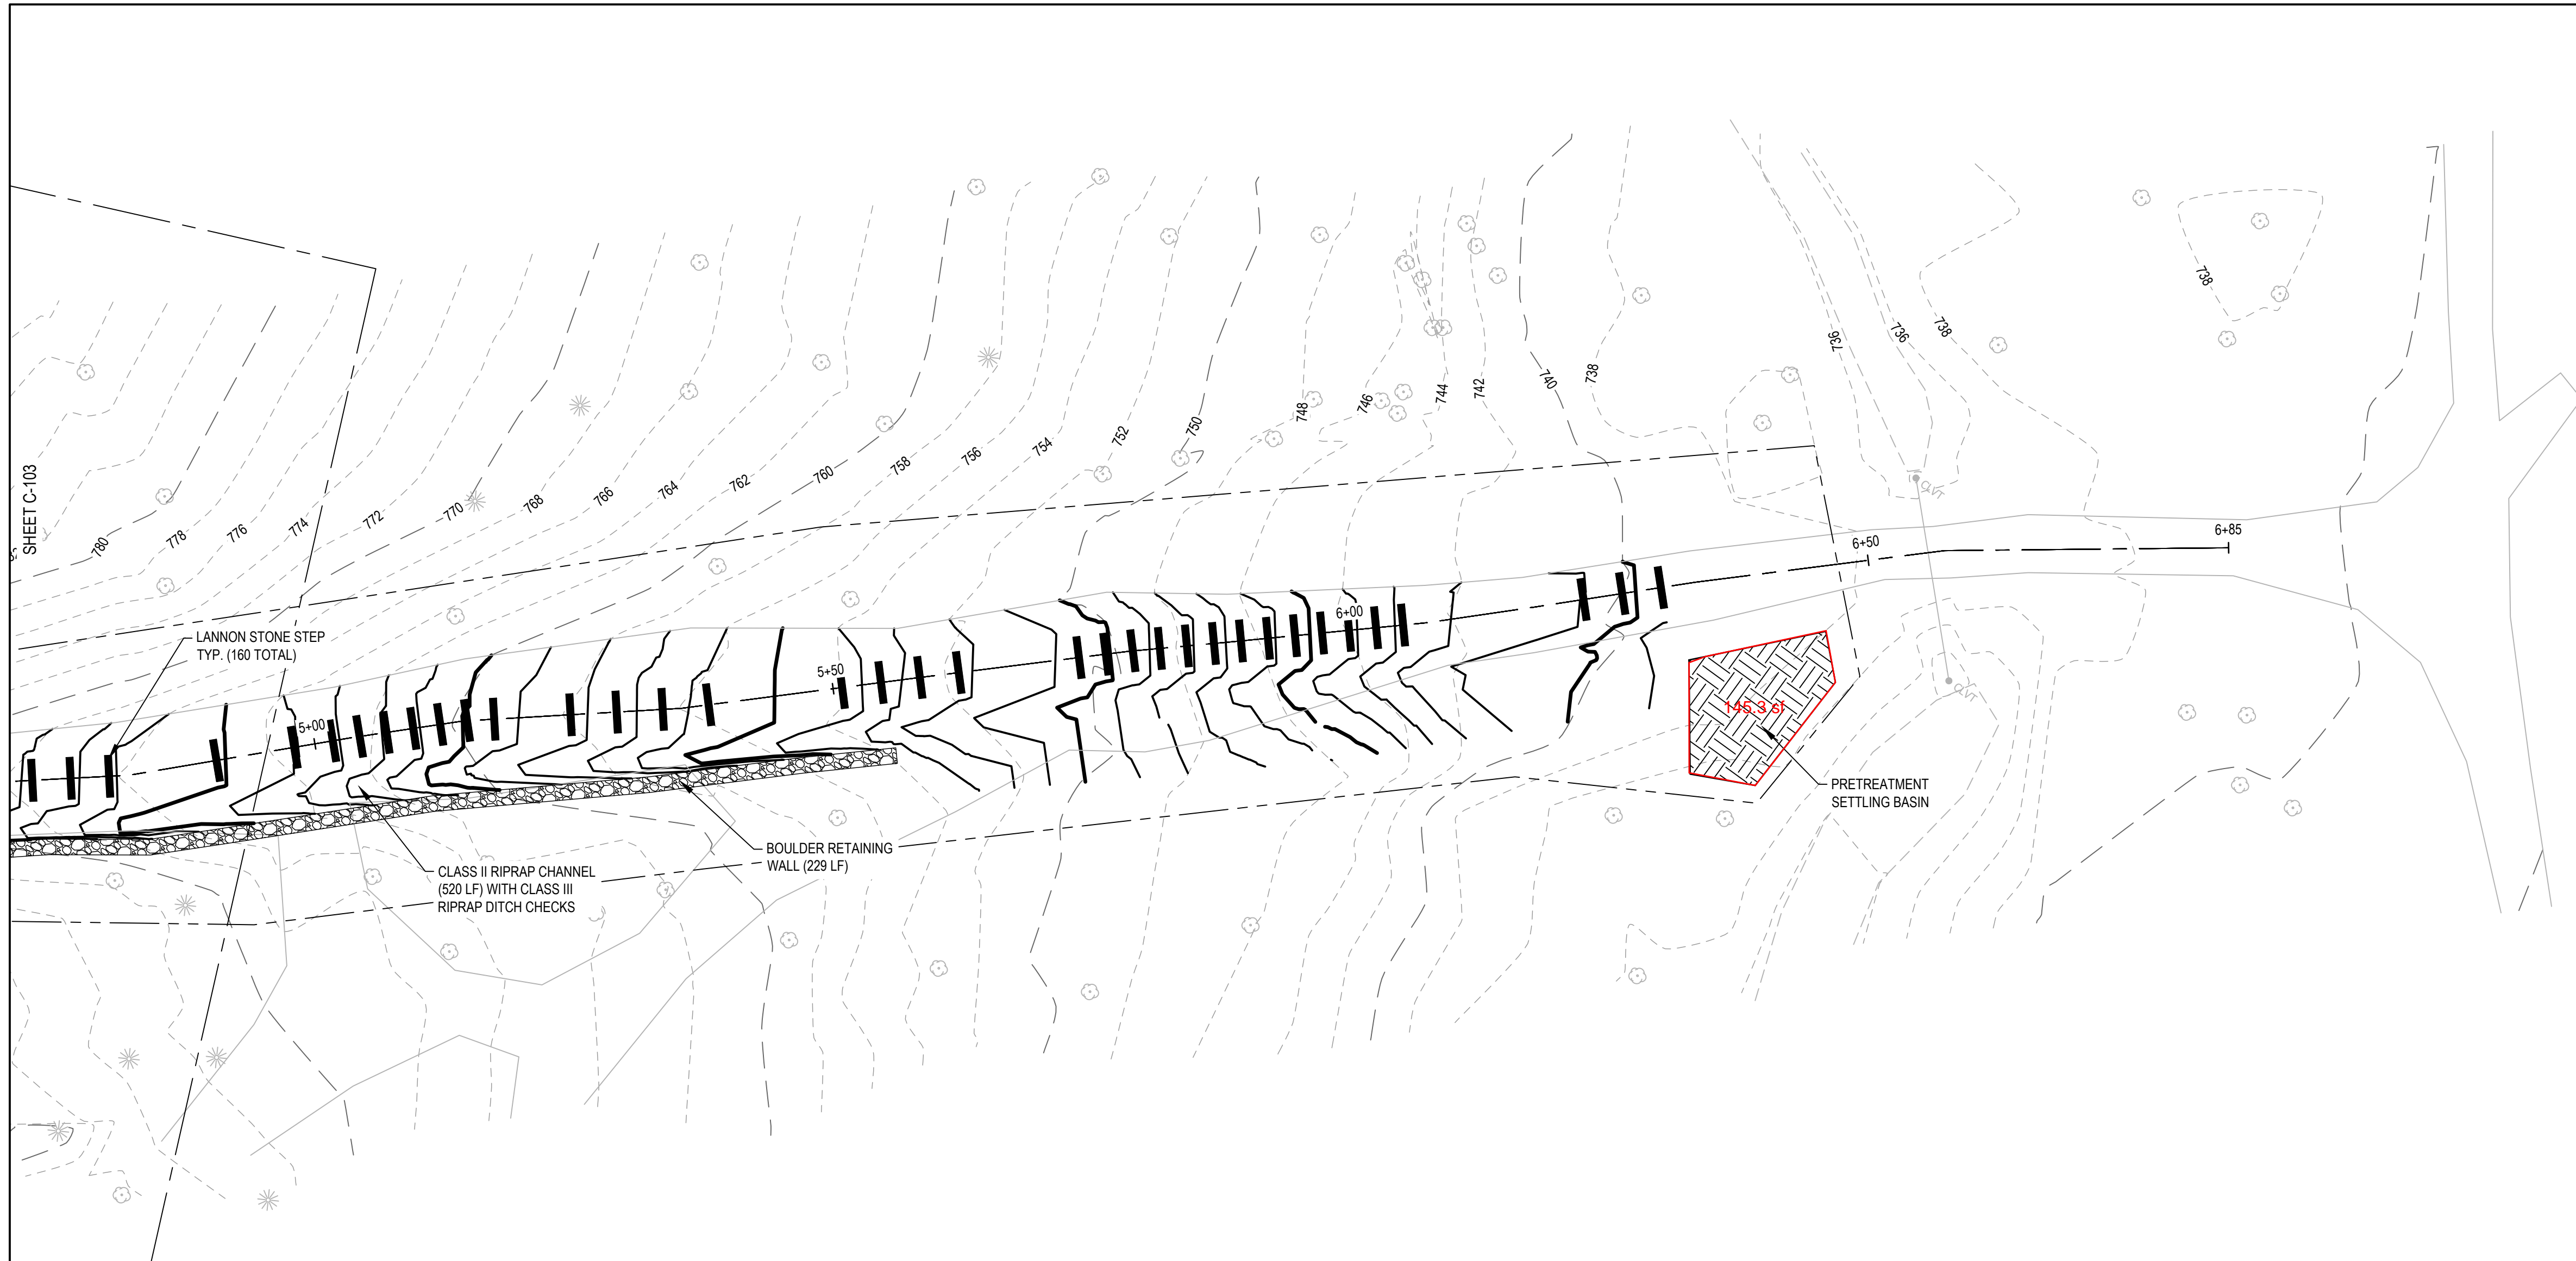 SHEET C-103
780
778
776
774
772
770
768
766
764
762
760
758
756
754
752
750
748
746
744
742
740
738
736
736
738
738
CLVT
CLVT
5+00
5+50
6+00
6+50
6+85
LANNON STONE STEP
TYP. (160 TOTAL)
CLASS II RIPRAP CHANNEL
(520 LF) WITH CLASS III
RIPRAP DITCH CHECKS
BOULDER RETAINING
WALL (229 LF)
145.3 sf
PRETREATMENT
SETTLING BASIN